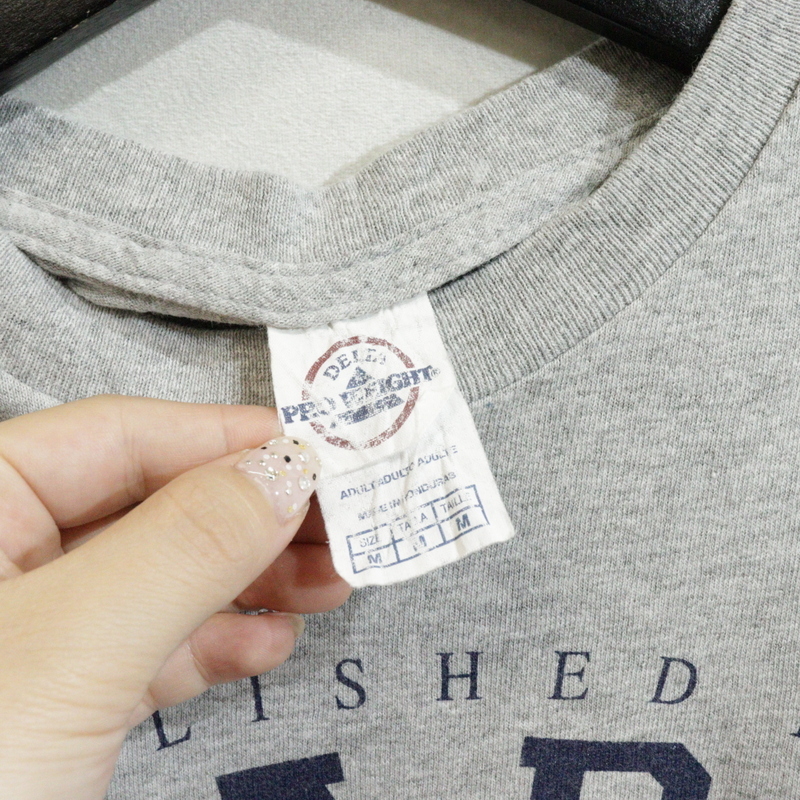 DELTA
PRO WEIGHT®
ADULT ADULTO ADULTE
MADE IN HONDURAS
SIZE TALLA TAILLE
M M M
LISHED